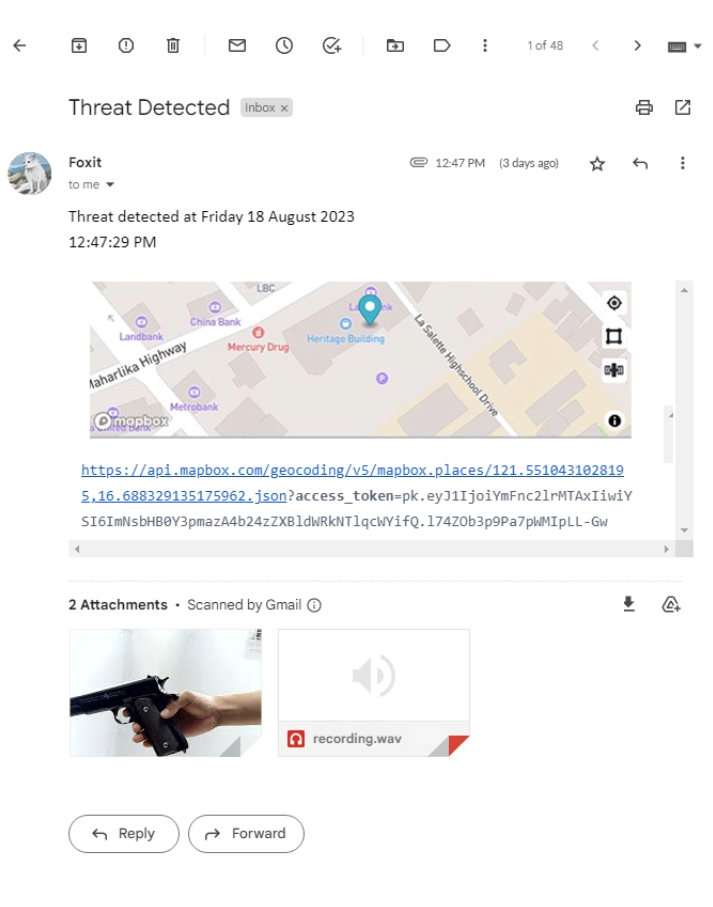 1 of 48
Threat Detected Inbox ×
Foxit 12:47 PM (3 days ago)
to me
Threat detected at Friday 18 August 2023
12:47:29 PM
LBC
China Bank
Landbank
Mercury Drug
Heritage Building
Maharlika Highway
La Salette Highschool Drive
Metrobank
mapbox
https://api.mapbox.com/geocoding/v5/mapbox.places/121.551043102819
5,16.688329135175962.json?access_token=pk.eyJ1IjoiYmFnc2lrMTAxIiwiY
SI6ImNsbHB0Y3pmazA4b24zZXBldWRkNTlqcWYifQ.l74ZOb3p9Pa7pWMIpLL-Gw
2 Attachments • Scanned by Gmail
recording.wav
Reply Forward